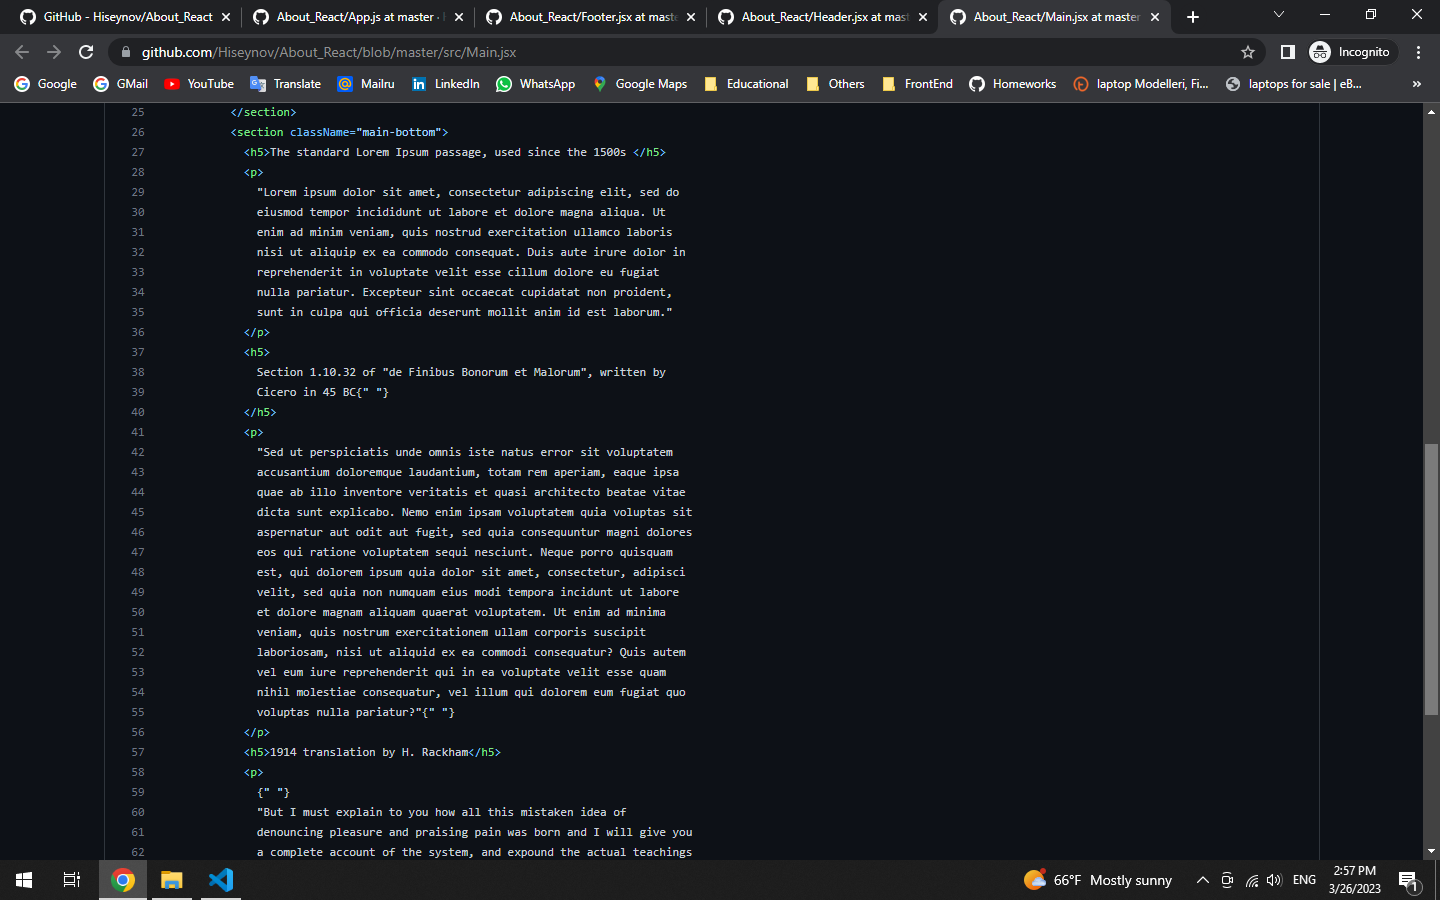 GitHub - Hiseynov/About_React
About_React/App.js at master ·
About_React/Footer.jsx at mast
About_React/Header.jsx at mast
About_React/Main.jsx at master
github.com/Hiseynov/About_React/blob/master/src/Main.jsx
Incognito
Google
GMail
YouTube
Translate
Mailru
LinkedIn
WhatsApp
Google Maps
Educational
Others
FrontEnd
Homeworks
laptop Modelleri, Fi...
laptops for sale | eB...
»
25 </section>
26 <section className="main-bottom">
27 <h5>The standard Lorem Ipsum passage, used since the 1500s </h5>
28 <p>
29 "Lorem ipsum dolor sit amet, consectetur adipiscing elit, sed do
30 eiusmod tempor incididunt ut labore et dolore magna aliqua. Ut
31 enim ad minim veniam, quis nostrud exercitation ullamco laboris
32 nisi ut aliquip ex ea commodo consequat. Duis aute irure dolor in
33 reprehenderit in voluptate velit esse cillum dolore eu fugiat
34 nulla pariatur. Excepteur sint occaecat cupidatat non proident,
35 sunt in culpa qui officia deserunt mollit anim id est laborum."
36 </p>
37 <h5>
38 Section 1.10.32 of "de Finibus Bonorum et Malorum", written by
39 Cicero in 45 BC{" "}
40 </h5>
41 <p>
42 "Sed ut perspiciatis unde omnis iste natus error sit voluptatem
43 accusantium doloremque laudantium, totam rem aperiam, eaque ipsa
44 quae ab illo inventore veritatis et quasi architecto beatae vitae
45 dicta sunt explicabo. Nemo enim ipsam voluptatem quia voluptas sit
46 aspernatur aut odit aut fugit, sed quia consequuntur magni dolores
47 eos qui ratione voluptatem sequi nesciunt. Neque porro quisquam
48 est, qui dolorem ipsum quia dolor sit amet, consectetur, adipisci
49 velit, sed quia non numquam eius modi tempora incidunt ut labore
50 et dolore magnam aliquam quaerat voluptatem. Ut enim ad minima
51 veniam, quis nostrum exercitationem ullam corporis suscipit
52 laboriosam, nisi ut aliquid ex ea commodi consequatur? Quis autem
53 vel eum iure reprehenderit qui in ea voluptate velit esse quam
54 nihil molestiae consequatur, vel illum qui dolorem eum fugiat quo
55 voluptas nulla pariatur?"{" "}
56 </p>
57 <h5>1914 translation by H. Rackham</h5>
58 <p>
59 {" "}
60 "But I must explain to you how all this mistaken idea of
61 denouncing pleasure and praising pain was born and I will give you
62 a complete account of the system, and expound the actual teachings
66°F Mostly sunny
ENG
2:57 PM
3/26/2023
1